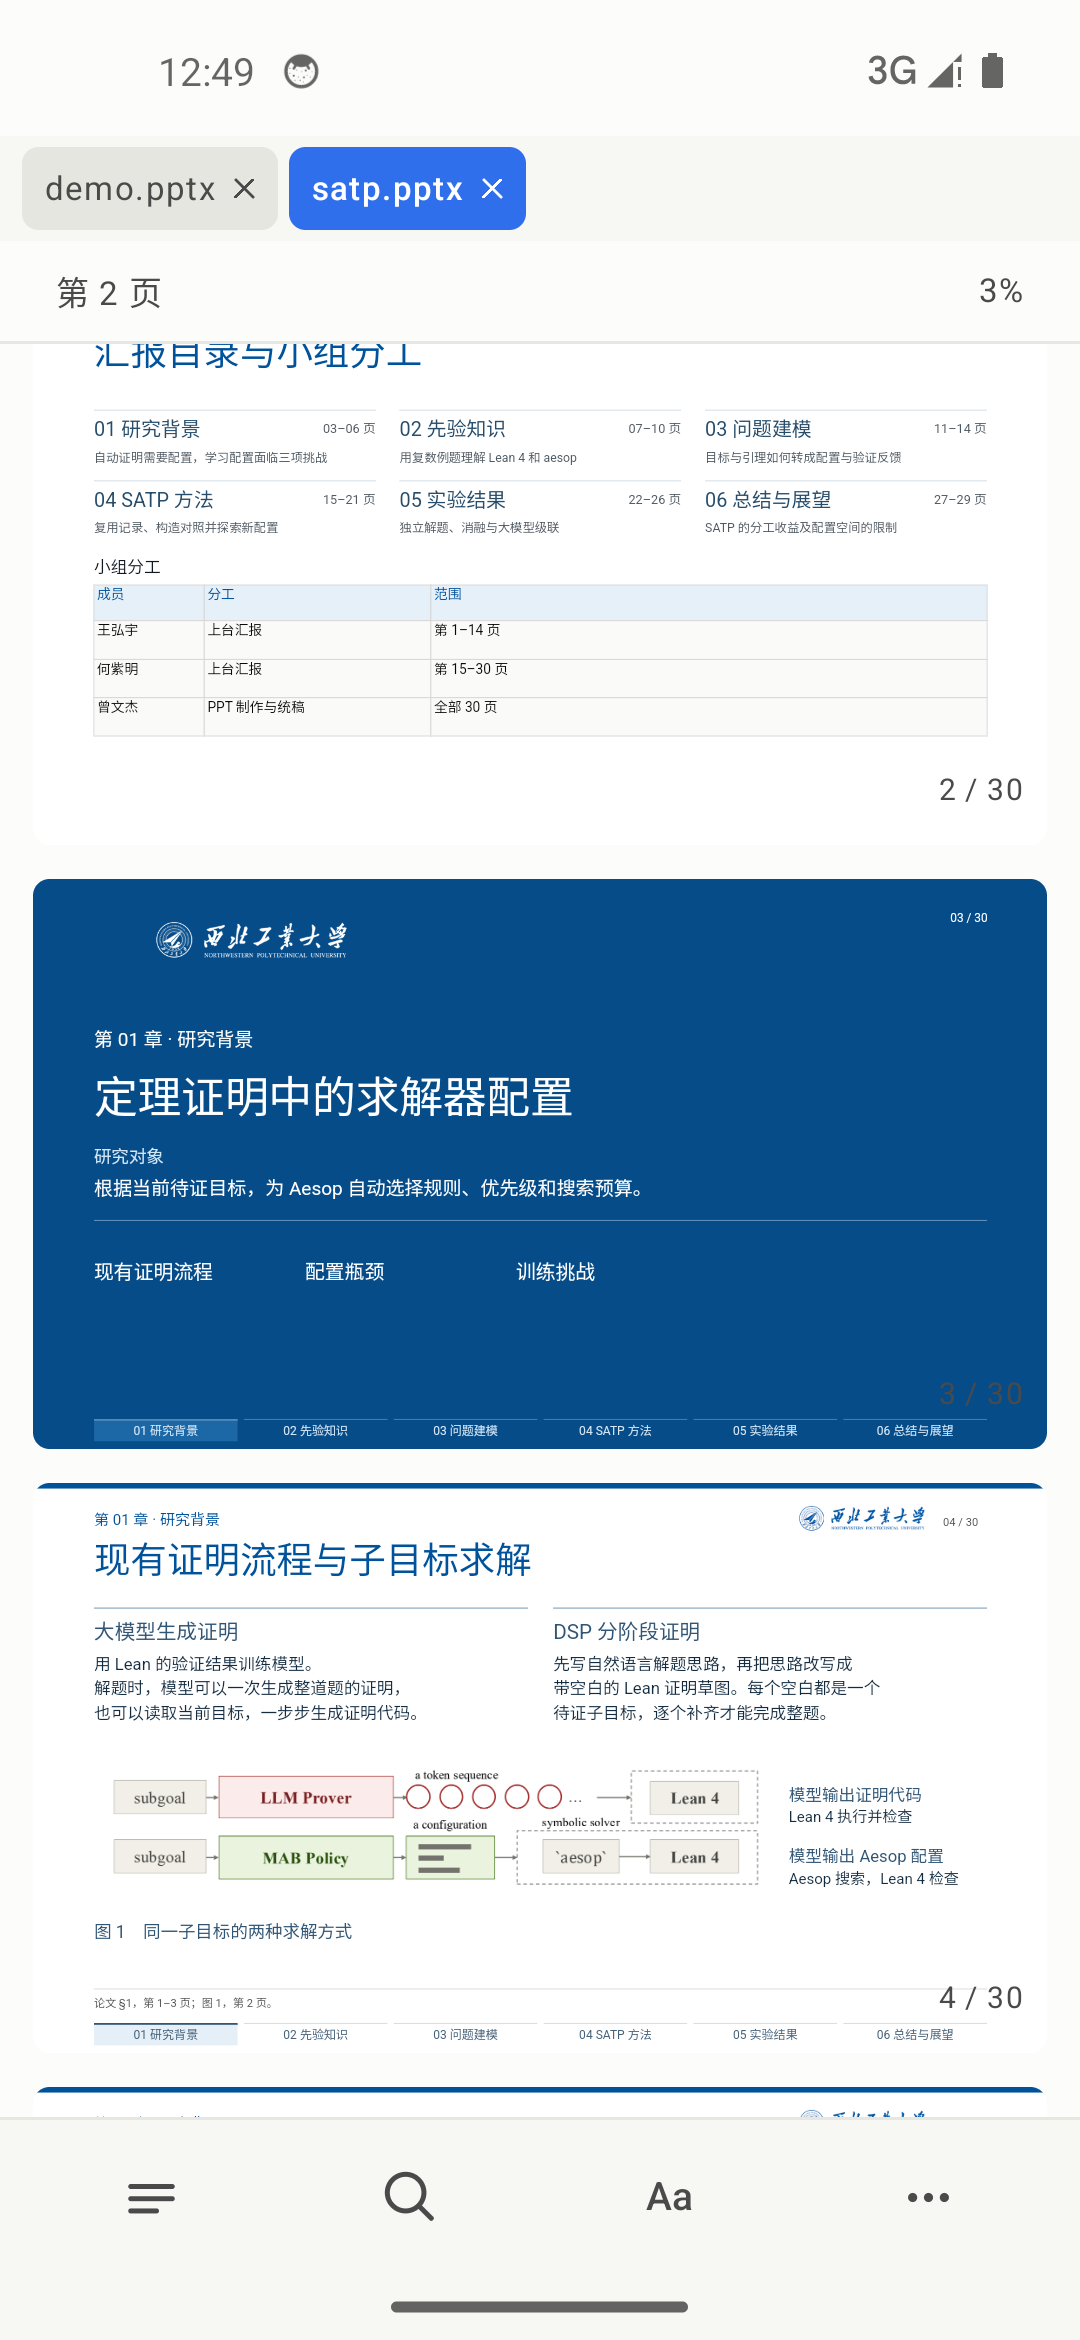 12:49
3G
demo.pptx
satp.pptx
第 2 页
3%
汇报目录与小组分工
01 研究背景
03–06 页
自动证明需要配置，学习配置面临三项挑战
02 先验知识
07–10 页
用复数例题理解 Lean 4 和 aesop
03 问题建模
11–14 页
目标与引理如何转成配置与验证反馈
04 SATP 方法
15–21 页
复用记录、构造对照并探索新配置
05 实验结果
22–26 页
独立解题、消融与大模型级联
06 总结与展望
27–29 页
SATP 的分工收益及配置空间的限制
小组分工
成员 分工 范围
王弘宇 上台汇报 第 1–14 页
何紫明 上台汇报 第 15–30 页
曾文杰 PPT 制作与统稿 全部 30 页
2 / 30
西北工业大学
NORTHWESTERN POLYTECHNICAL UNIVERSITY
03 / 30
第 01 章 · 研究背景
定理证明中的求解器配置
研究对象
根据当前待证目标，为 Aesop 自动选择规则、优先级和搜索预算。
现有证明流程
配置瓶颈
训练挑战
3 / 30
01 研究背景
02 先验知识
03 问题建模
04 SATP 方法
05 实验结果
06 总结与展望
第 01 章 · 研究背景
西北工业大学
NORTHWESTERN POLYTECHNICAL UNIVERSITY
04 / 30
现有证明流程与子目标求解
大模型生成证明
用 Lean 的验证结果训练模型。
解题时，模型可以一次生成整道题的证明，
也可以读取当前目标，一步步生成证明代码。
DSP 分阶段证明
先写自然语言解题思路，再把思路改写成
带空白的 Lean 证明草图。每个空白都是一个
待证子目标，逐个补齐才能完成整题。
a token sequence
subgoal
LLM Prover
...
Lean 4
模型输出证明代码
Lean 4 执行并检查
a configuration
symbolic solver
subgoal
MAB Policy
`aesop`
Lean 4
模型输出 Aesop 配置
Aesop 搜索，Lean 4 检查
图 1 同一子目标的两种求解方式
论文 §1，第 1–3 页；图 1，第 2 页。
4 / 30
01 研究背景
02 先验知识
03 问题建模
04 SATP 方法
05 实验结果
06 总结与展望
Aa